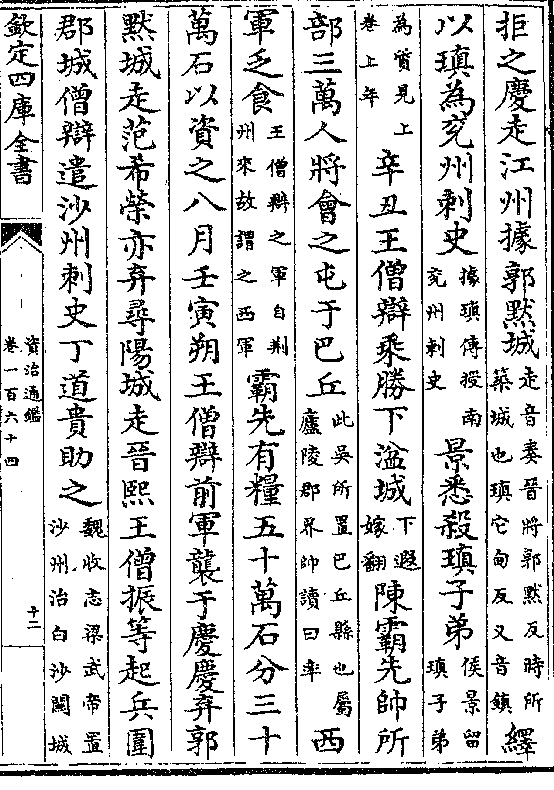 拒之慶走江州據郭黙城走音奏晉將郭黙反時所築城也瑱它甸反又音鎮繹
以瑱為兖州刺史據瑱傳授南兖州刺史景悉殺瑱子弟侯景留瑱子弟
為質見上卷上年辛丑王僧辯乘勝下湓城下遐嫁翻陳霸先帥所
部三萬人將會之屯于巴丘此吳所置巴丘縣也屬廬陵郡界帥讀曰率西
軍乏食王僧辯之軍自荆州來故謂之西軍霸先有糧五十萬石分三十
萬石以資之八月壬寅朔王僧辯前軍襲于慶慶弃郭
黙城走范希榮亦弃尋陽城走晉熙王僧振等起兵圍
郡城僧辯遣沙州刺史丁道貴助之魏收志梁武帝置沙州治白沙關城
欽定四庫全書
資治通鑑
卷一百六十四
十二